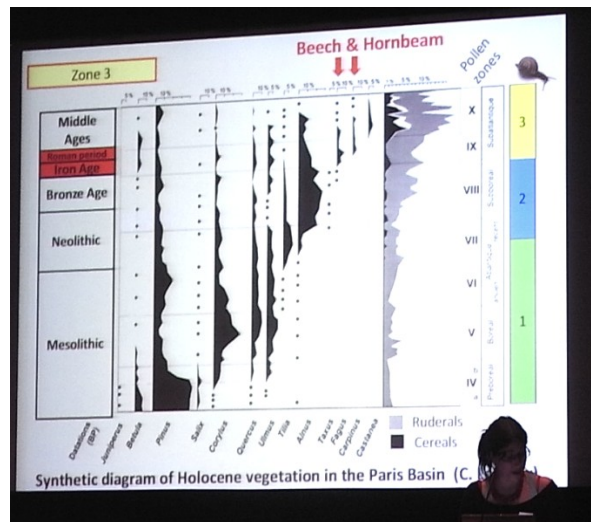 Beech & Hornbeam
Zone 3
Pollen
zones
Middle
Ages
Roman period
Iron Age
Bronze Age
Neolithic
Mesolithic
X
IX
VIII
VII
VI
V
IV
Subatlantique
Subboréal
Boréal
Préboréal
3
2
1
Datations
(BP)
Juniperus
Betula
Pinus
Salix
Corylus
Quercus
Ulmus
Tilia
Alnus
Taxus
Fagus
Carpinus
Castanea
Ruderals
Cereals
Synthetic diagram of Holocene vegetation in the Paris Basin (C.